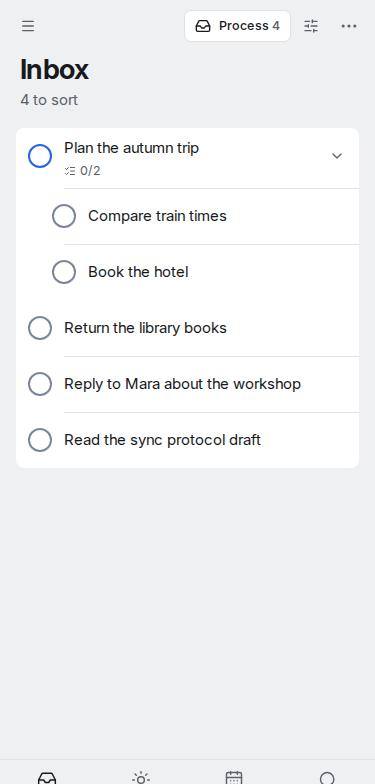 Process 4
Inbox
4 to sort
Plan the autumn trip
0/2
Compare train times
Book the hotel
Return the library books
Reply to Mara about the workshop
Read the sync protocol draft